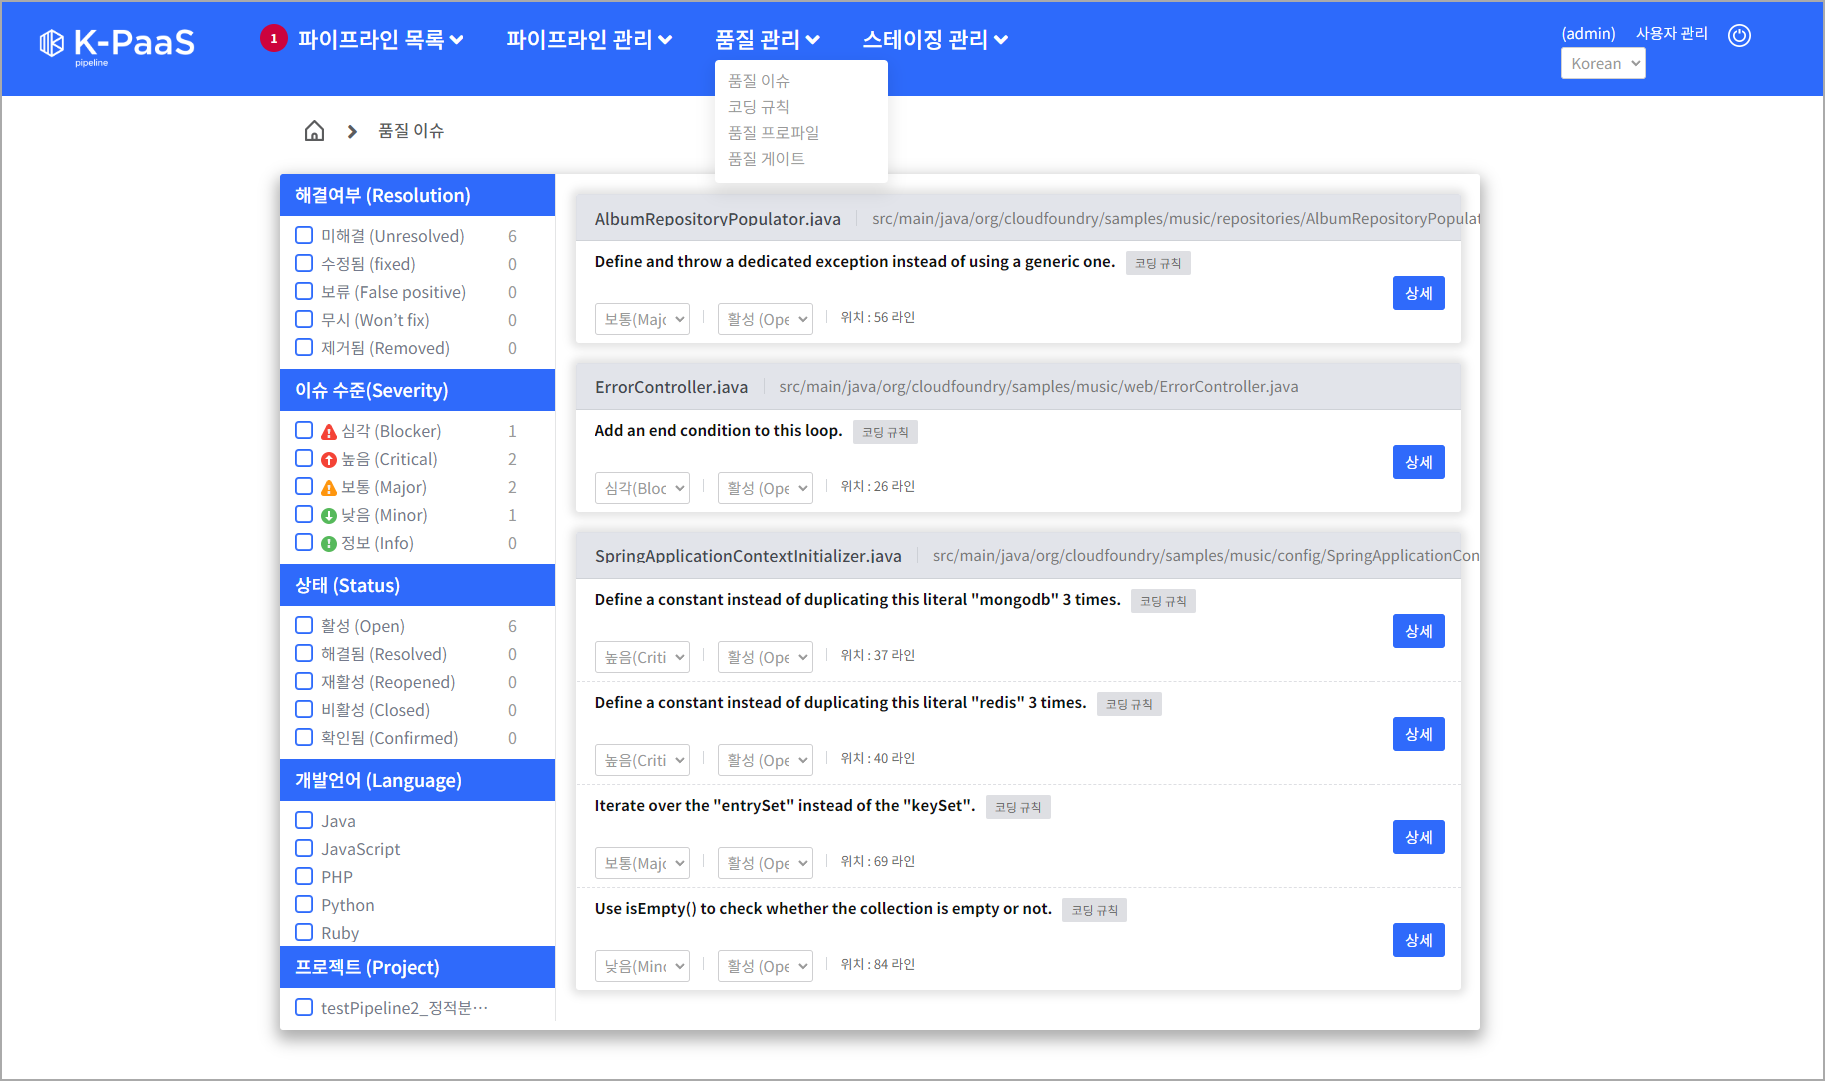 K-PaaS
pipeline
1 파이프라인 목록
파이프라인 관리
품질 관리
스테이징 관리
(admin) 사용자 관리
Korean
품질 이슈
코딩 규칙
품질 프로파일
품질 게이트
품질 이슈
해결여부 (Resolution)
미해결 (Unresolved) 6
수정됨 (fixed) 0
보류 (False positive) 0
무시 (Won’t fix) 0
제거됨 (Removed) 0
이슈 수준(Severity)
심각 (Blocker) 1
높음 (Critical) 2
보통 (Major) 2
낮음 (Minor) 1
정보 (Info) 0
상태 (Status)
활성 (Open) 6
해결됨 (Resolved) 0
재활성 (Reopened) 0
비활성 (Closed) 0
확인됨 (Confirmed) 0
개발언어 (Language)
Java
JavaScript
PHP
Python
Ruby
프로젝트 (Project)
testPipeline2_정적분···
AlbumRepositoryPopulator.java src/main/java/org/cloudfoundry/samples/music/repositories/AlbumRepositoryPopulat
Define and throw a dedicated exception instead of using a generic one. 코딩 규칙
상세
보통(Majo 활성 (Ope 위치 : 56 라인
ErrorController.java src/main/java/org/cloudfoundry/samples/music/web/ErrorController.java
Add an end condition to this loop. 코딩 규칙
상세
심각(Bloc 활성 (Ope 위치 : 26 라인
SpringApplicationContextInitializer.java src/main/java/org/cloudfoundry/samples/music/config/SpringApplicationCon
Define a constant instead of duplicating this literal "mongodb" 3 times. 코딩 규칙
상세
높음(Criti 활성 (Ope 위치 : 37 라인
Define a constant instead of duplicating this literal "redis" 3 times. 코딩 규칙
상세
높음(Criti 활성 (Ope 위치 : 40 라인
Iterate over the "entrySet" instead of the "keySet". 코딩 규칙
상세
보통(Majo 활성 (Ope 위치 : 69 라인
Use isEmpty() to check whether the collection is empty or not. 코딩 규칙
상세
낮음(Mino 활성 (Ope 위치 : 84 라인